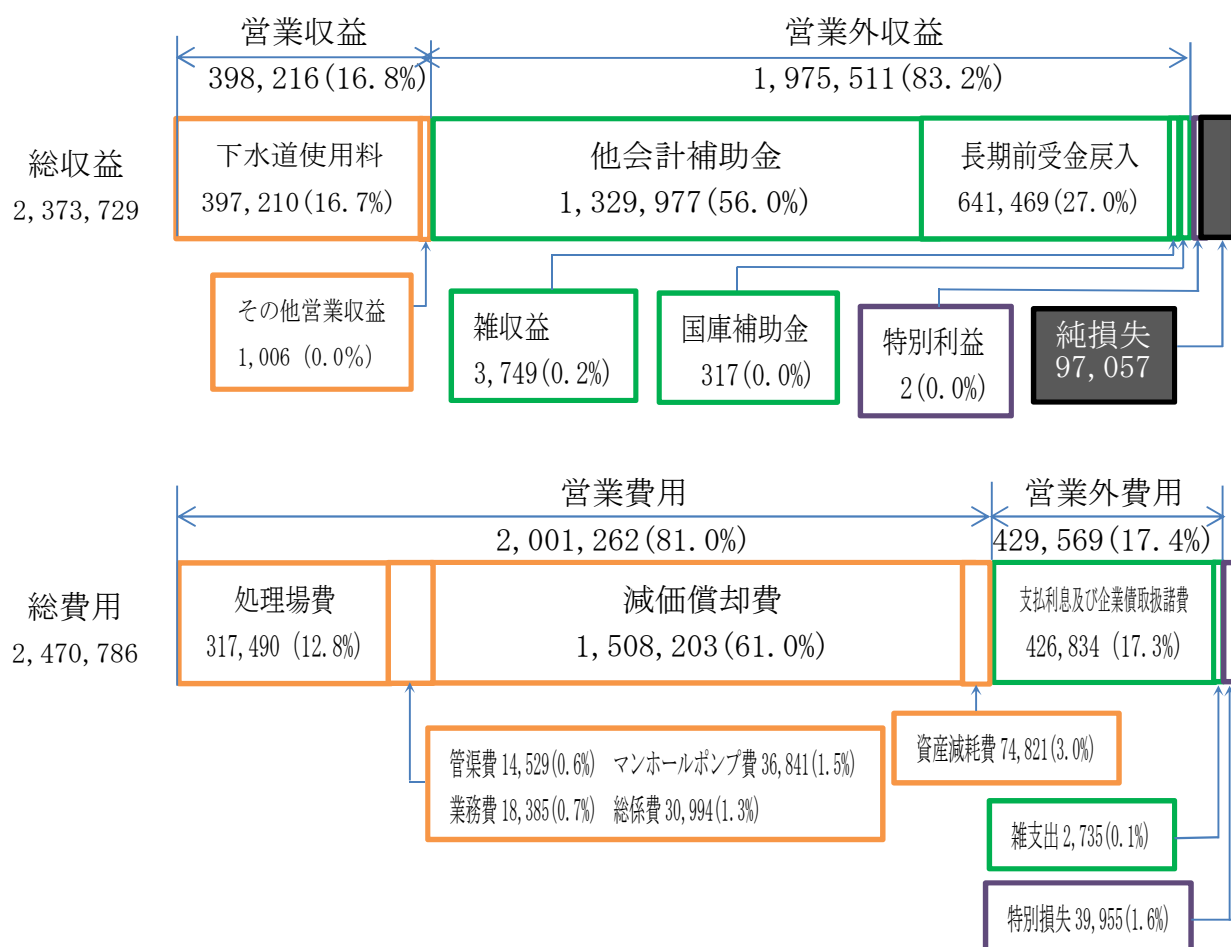 営業収益
398,216(16.8%)
営業外収益
1,975,511(83.2%)
総収益
2,373,729
下水道使用料
397,210(16.7%)
他会計補助金
1,329,977(56.0%)
長期前受金戻入
641,469(27.0%)
その他営業収益
1,006 (0.0%)
雑収益
3,749(0.2%)
国庫補助金
317(0.0%)
特別利益
2(0.0%)
純損失
97,057
営業費用
2,001,262(81.0%)
営業外費用
429,569(17.4%)
総費用
2,470,786
処理場費
317,490 (12.8%)
減価償却費
1,508,203(61.0%)
支払利息及び企業債取扱諸費
426,834 (17.3%)
管渠費 14,529(0.6%) マンホールポンプ費 36,841(1.5%)
業務費 18,385(0.7%) 総係費 30,994(1.3%)
資産減耗費 74,821(3.0%)
雑支出 2,735(0.1%)
特別損失 39,955(1.6%)